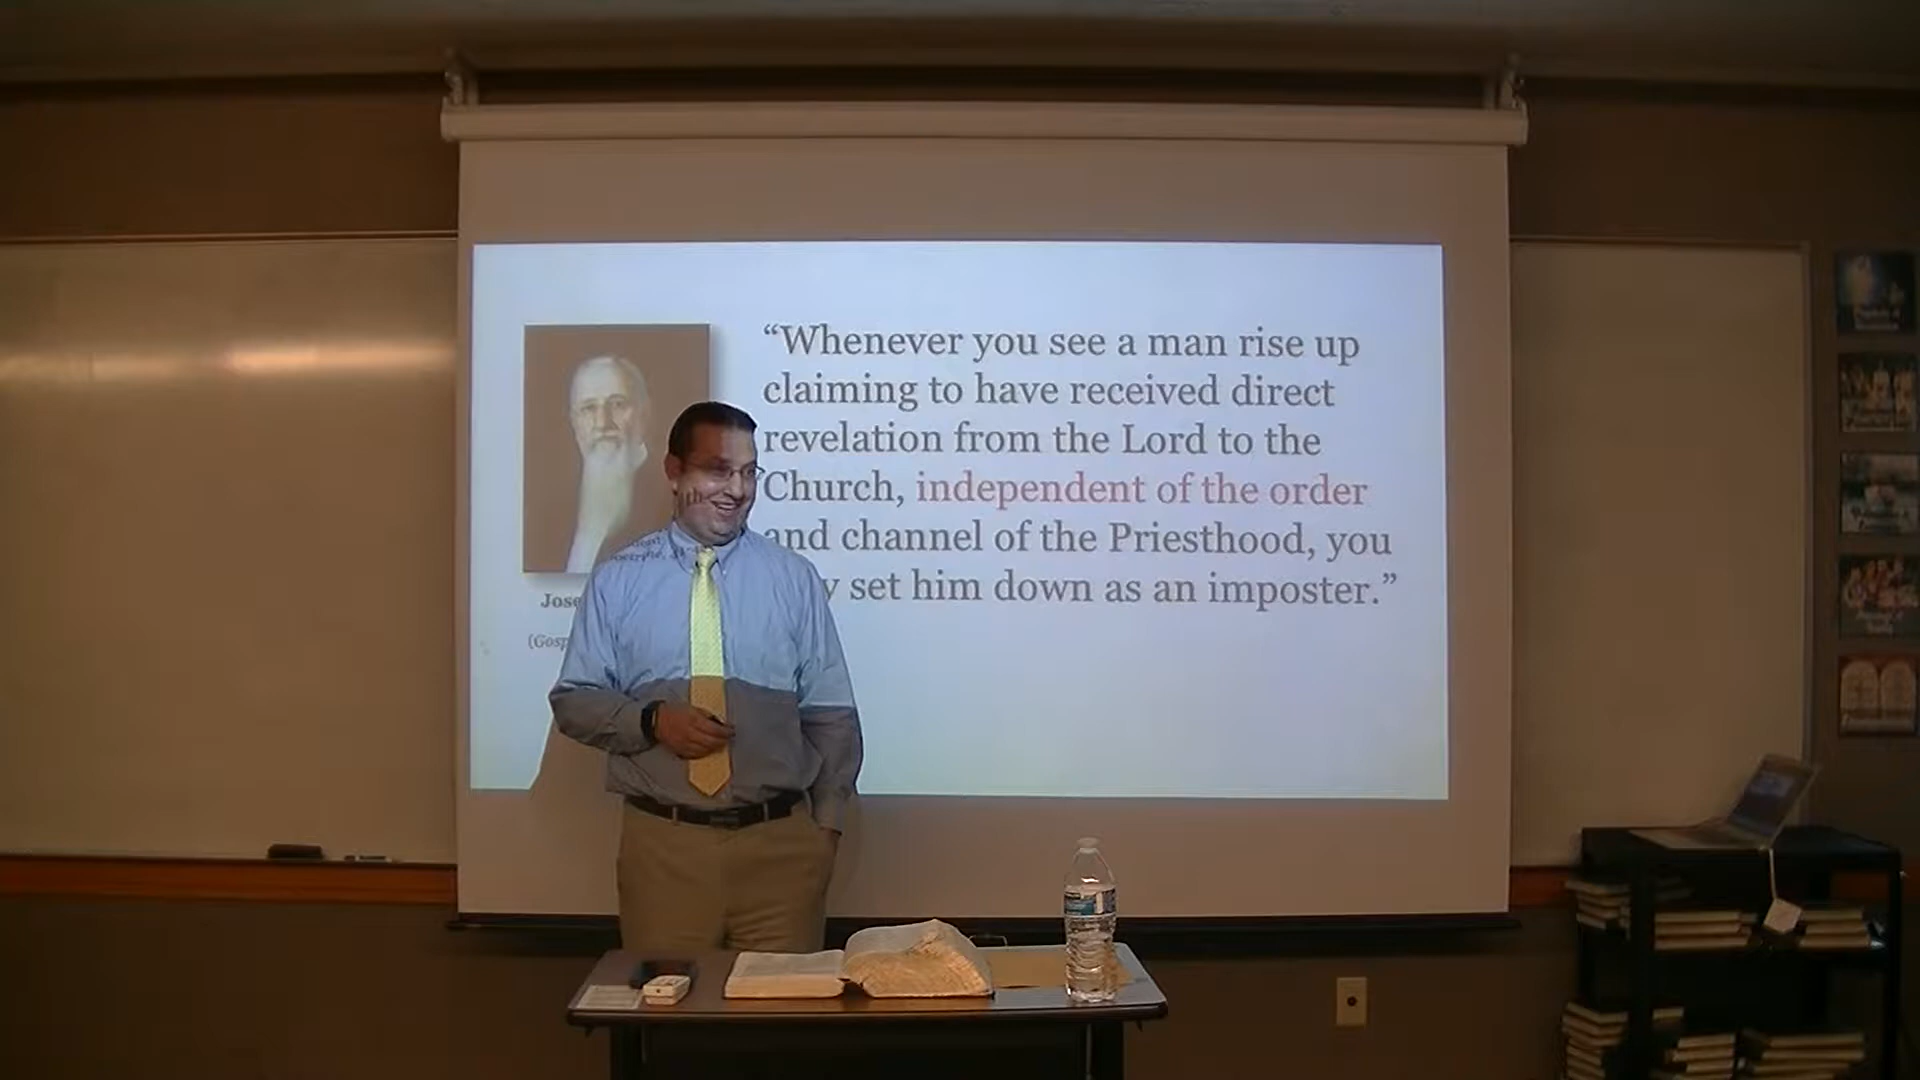 “Whenever you see a man rise up
claiming to have received direct
revelation from the Lord to the
Church, independent of the order
and channel of the Priesthood, you
y set him down as an imposter.”
Jose
(Gosp